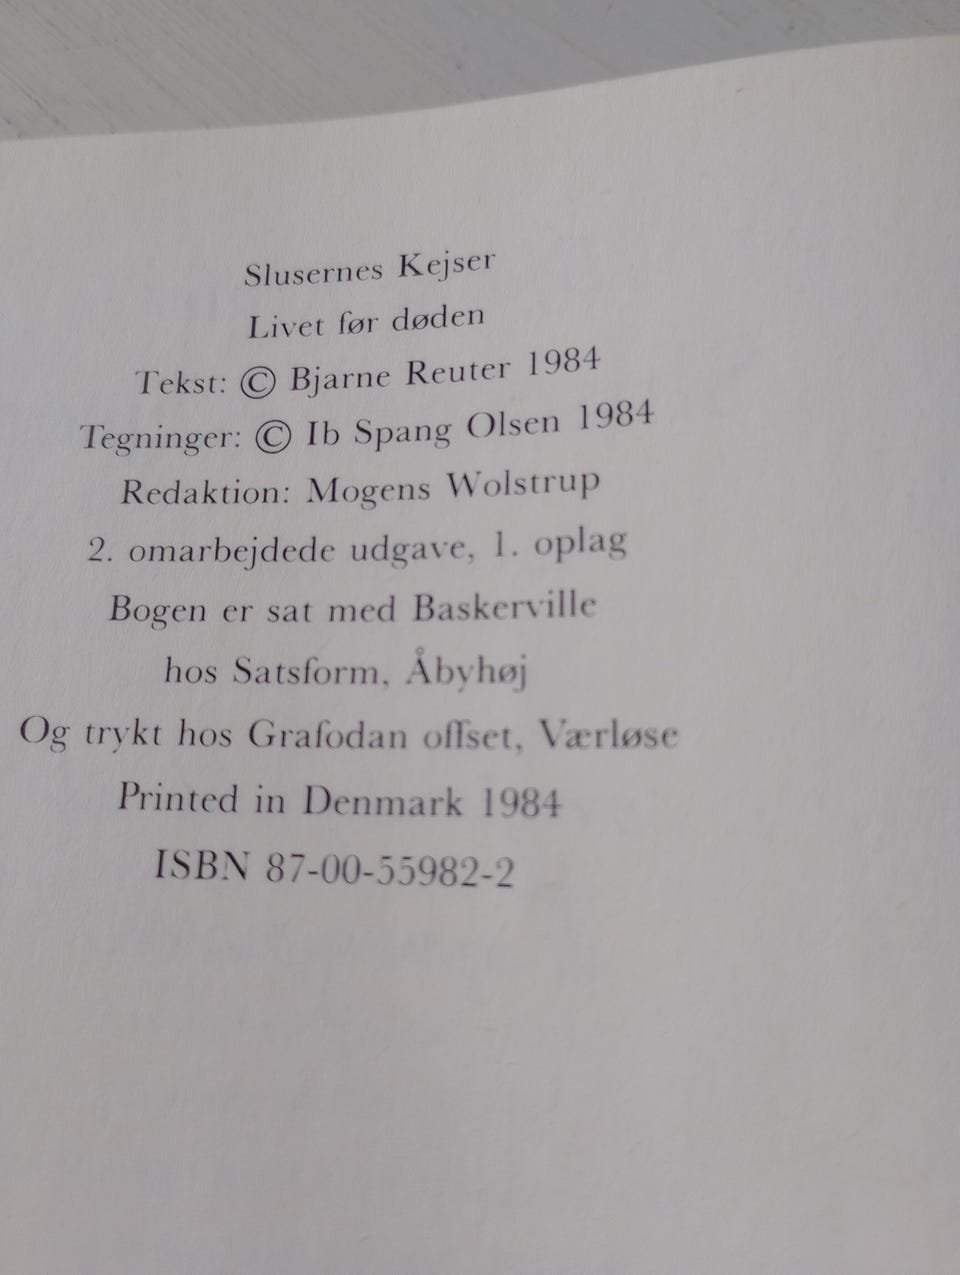 Slusernes Kejser
Livet før døden
Tekst: © Bjarne Reuter 1984
Tegninger: © Ib Spang Olsen 1984
Redaktion: Mogens Wolstrup
2. omarbejdede udgave, 1. oplag
Bogen er sat med Baskerville
hos Satsform, Åbyhøj
Og trykt hos Grafodan offset, Værløse
Printed in Denmark 1984
ISBN 87-00-55982-2